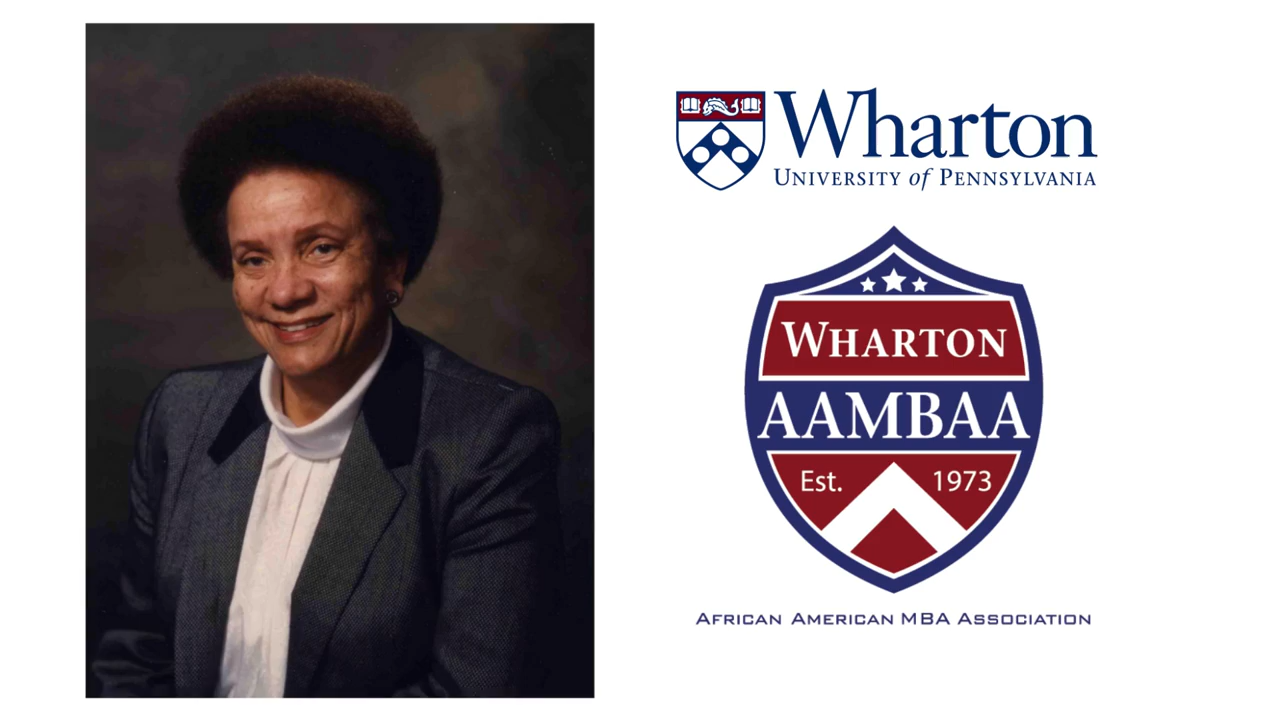 Wharton
UNIVERSITY of PENNSYLVANIA
WHARTON
AAMBAA
Est. 1973
AFRICAN AMERICAN MBA ASSOCIATION